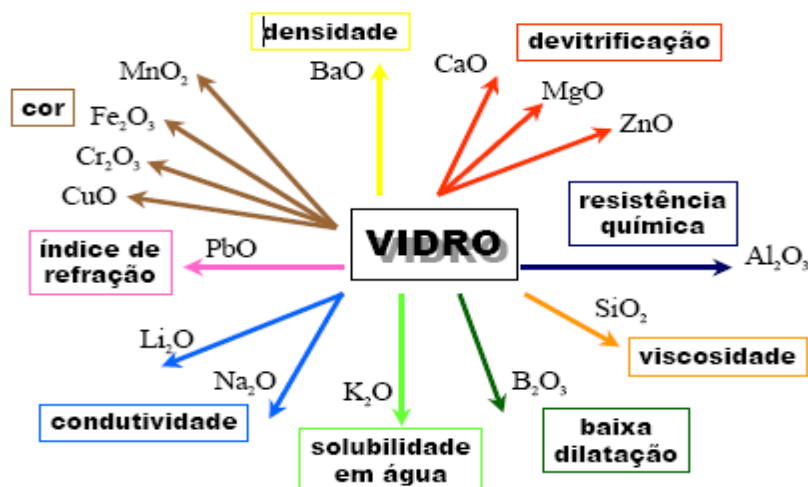 densidade
BaO
devitrificação
CaO
MgO
ZnO
MnO₂
cor
Fe₂O₃
Cr₂O₃
CuO
resistência
química
Al₂O₃
VIDRO
índice de
refração
PbO
SiO₂
viscosidade
Li₂O
Na₂O
condutividade
K₂O
solubilidade
em água
B₂O₃
baixa
dilatação